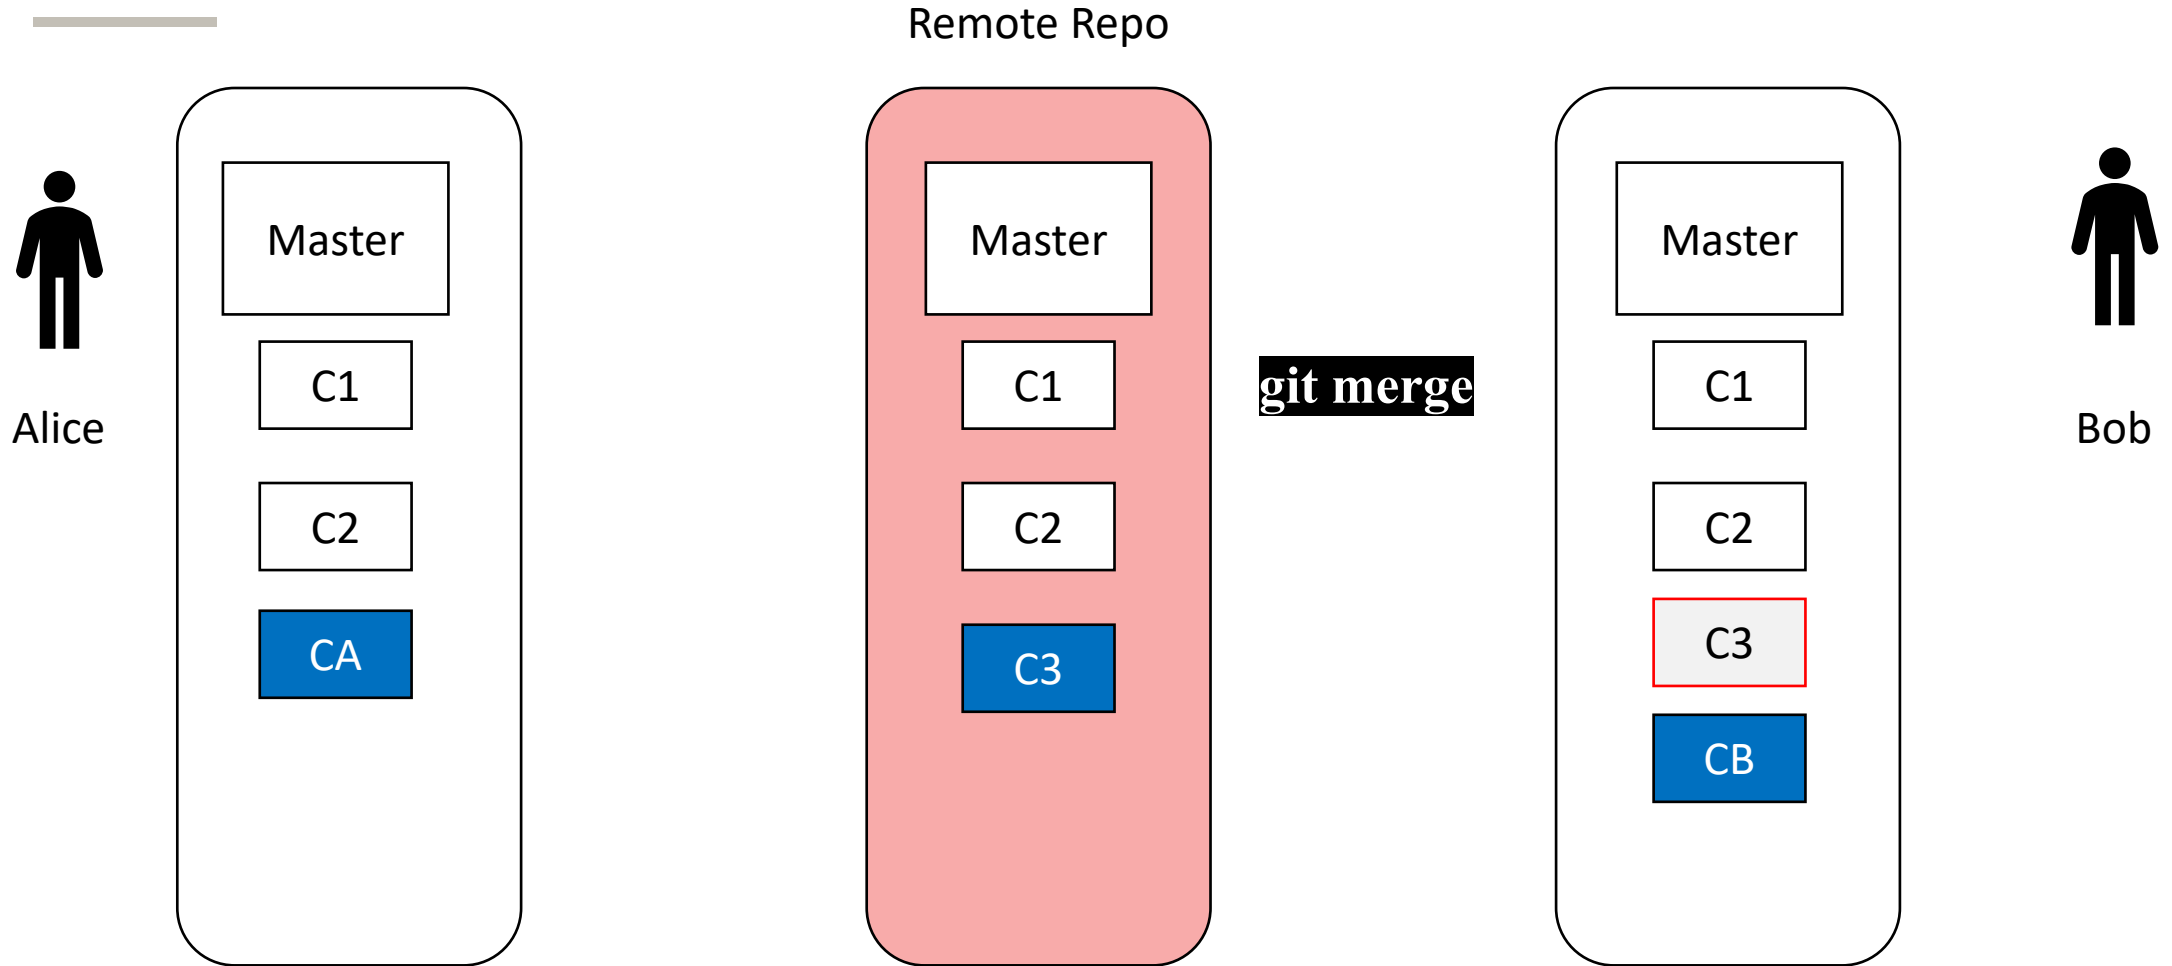 Remote Repo
Alice
Master
C1
C2
CA
Master
C1
C2
C3
git merge
Master
C1
C2
C3
CB
Bob